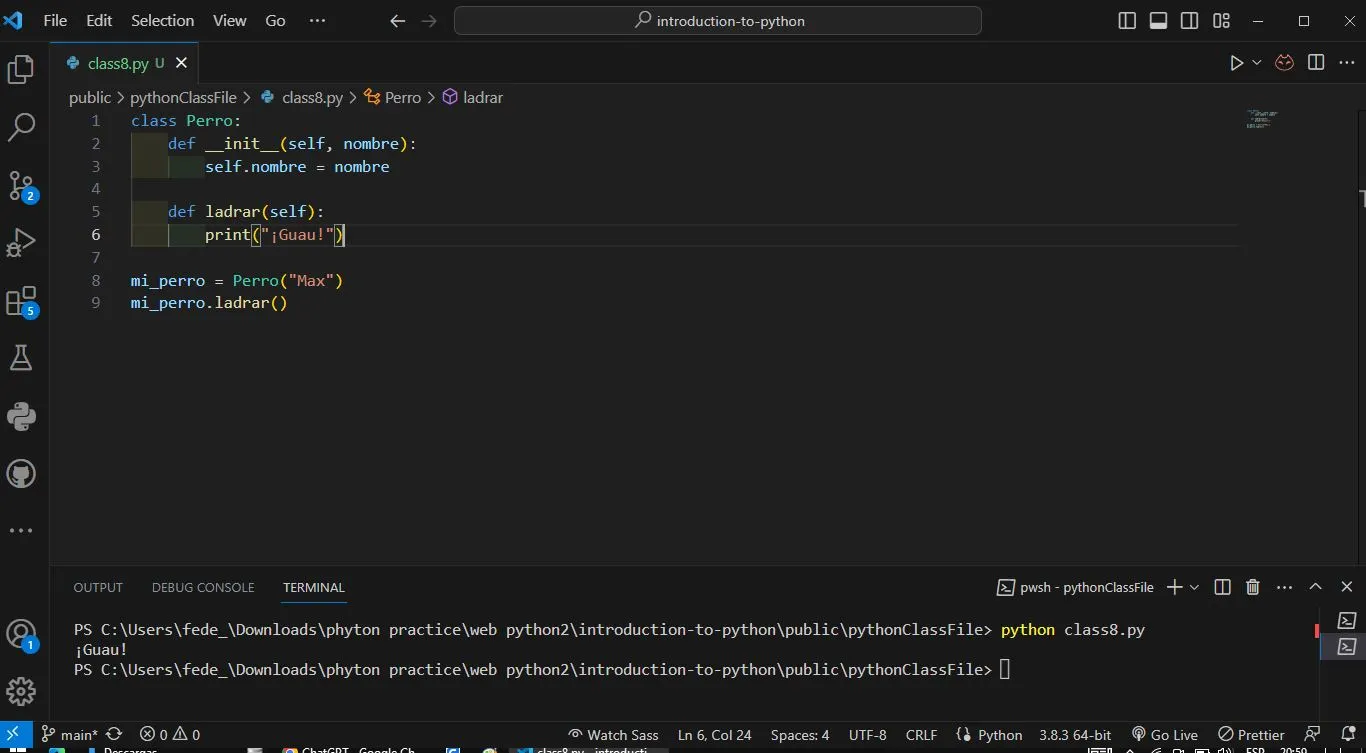 File Edit Selection View Go ··· introduction-to-python
class8.py U
public > pythonClassFile > class8.py > Perro > ladrar
1 class Perro:
2 def __init__(self, nombre):
3 self.nombre = nombre
4
5 def ladrar(self):
6 print("¡Guau!")
7
8 mi_perro = Perro("Max")
9 mi_perro.ladrar()
2
5
1
OUTPUT DEBUG CONSOLE TERMINAL pwsh - pythonClassFile
PS C:\Users\fede_\Downloads\phyton practice\web python2\introduction-to-python\public\pythonClassFile> python class8.py
¡Guau!
PS C:\Users\fede_\Downloads\phyton practice\web python2\introduction-to-python\public\pythonClassFile>
main* 0 0 Watch Sass Ln 6, Col 24 Spaces: 4 UTF-8 CRLF Python 3.8.3 64-bit Go Live Prettier
Descargas ChatGPT - Google Ch class8.py - introducti ESP 20:59